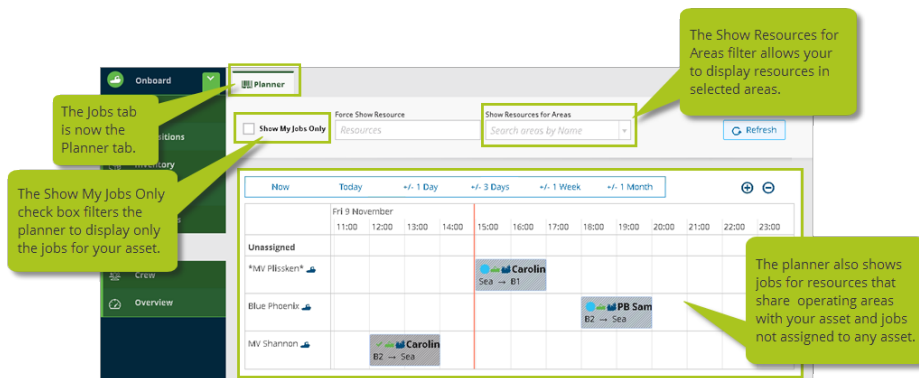 The Show Resources for
Areas filter allows your
to display resources in
selected areas.
Onboard
Planner
The Jobs tab
is now the
Planner tab.
Force Show Resource
Show Resources for Areas
Show My Jobs Only
Resources
Search areas by Name
Refresh
The Show My Jobs Only
check box filters the
planner to display only
the jobs for your asset.
Now Today +/- 1 Day +/- 3 Days +/- 1 Week +/- 1 Month
Fri 9 November
11:00 12:00 13:00 14:00 15:00 16:00 17:00 18:00 19:00 20:00 21:00 22:00 23:00
Unassigned
*MV Plissken*
Carolin
Sea → B1
Crew
Overview
Blue Phoenix
PB Sam
B2 → Sea
MV Shannon
Carolin
B2 → Sea
The planner also shows
jobs for resources that
share operating areas
with your asset and jobs
not assigned to any asset.